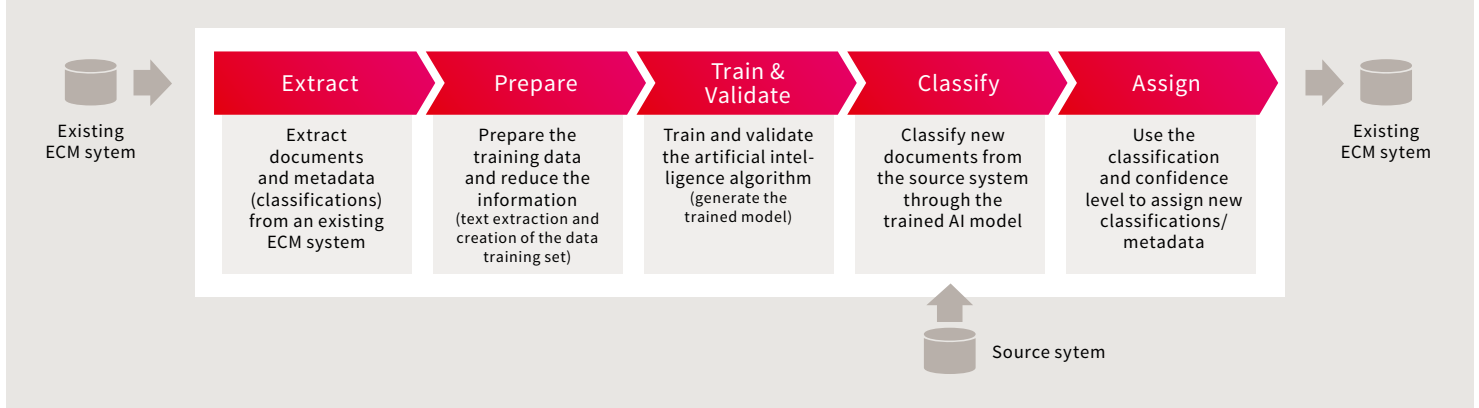 Existing
ECM sytem
Extract
Extract
documents
and metadata
(classifications)
from an existing
ECM system
Prepare
Prepare the
training data
and reduce the
information
(text extraction and
creation of the data
training set)
Train &
Validate
Train and validate
the artificial intel-
ligence algorithm
(generate the
trained model)
Classify
Classify new
documents from
the source system
through the
trained AI model
Assign
Use the
classification
and confidence
level to assign new
classifications/
metadata
Existing
ECM sytem
Source sytem